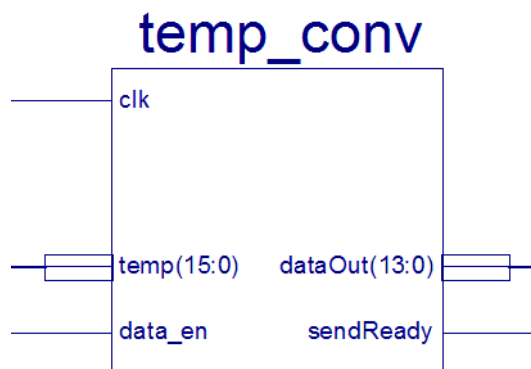 temp_conv
clk
temp(15:0) dataOut(13:0)
data_en sendReady